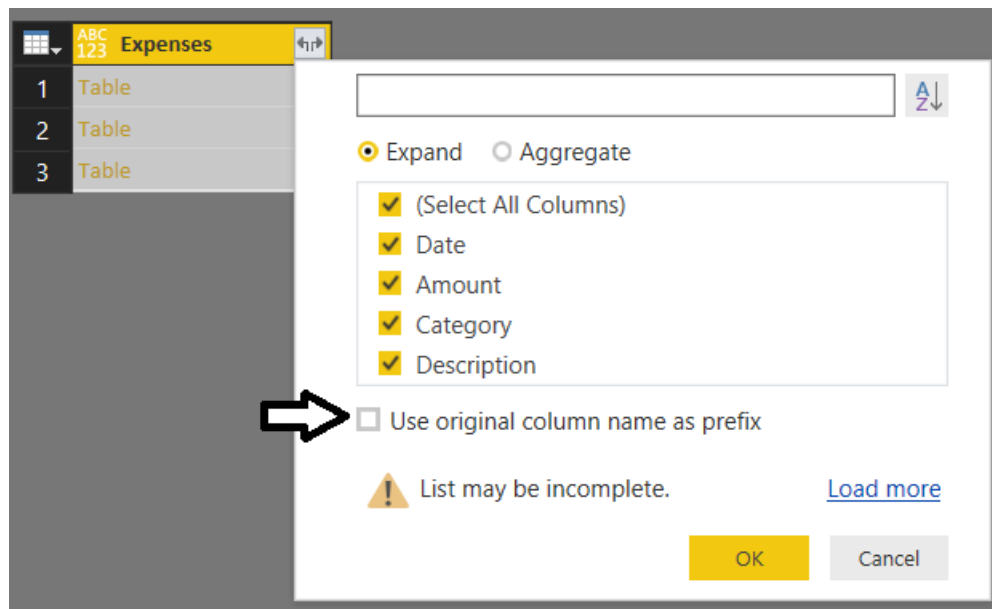 ABC
123 Expenses
1 Table
2 Table
3 Table
A
Z
Expand Aggregate
(Select All Columns)
Date
Amount
Category
Description
Use original column name as prefix
List may be incomplete. Load more
OK Cancel